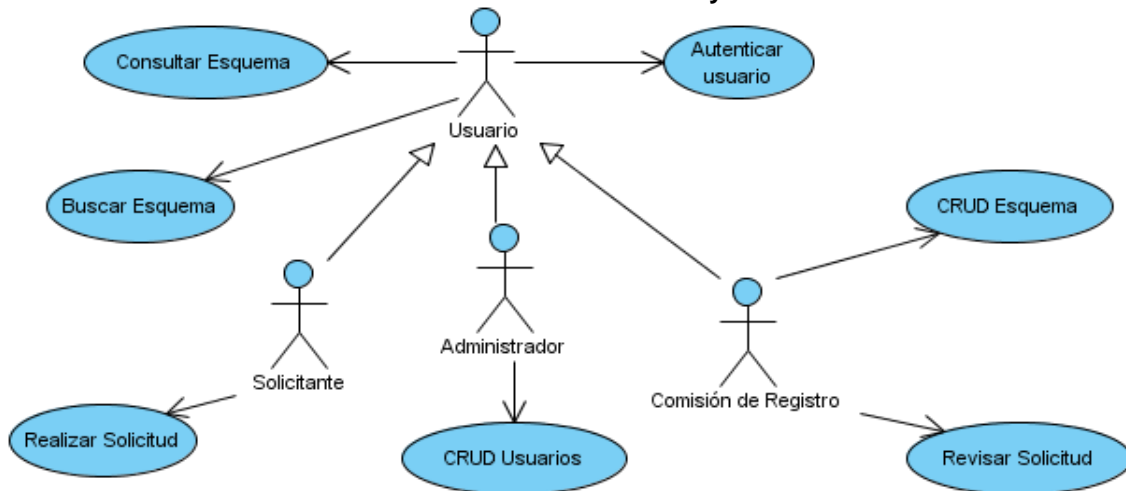 Consultar Esquema
Autenticar
usuario
Usuario
Buscar Esquema
CRUD Esquema
Administrador
Solicitante
Comisión de Registro
Realizar Solicitud
CRUD Usuarios
Revisar Solicitud